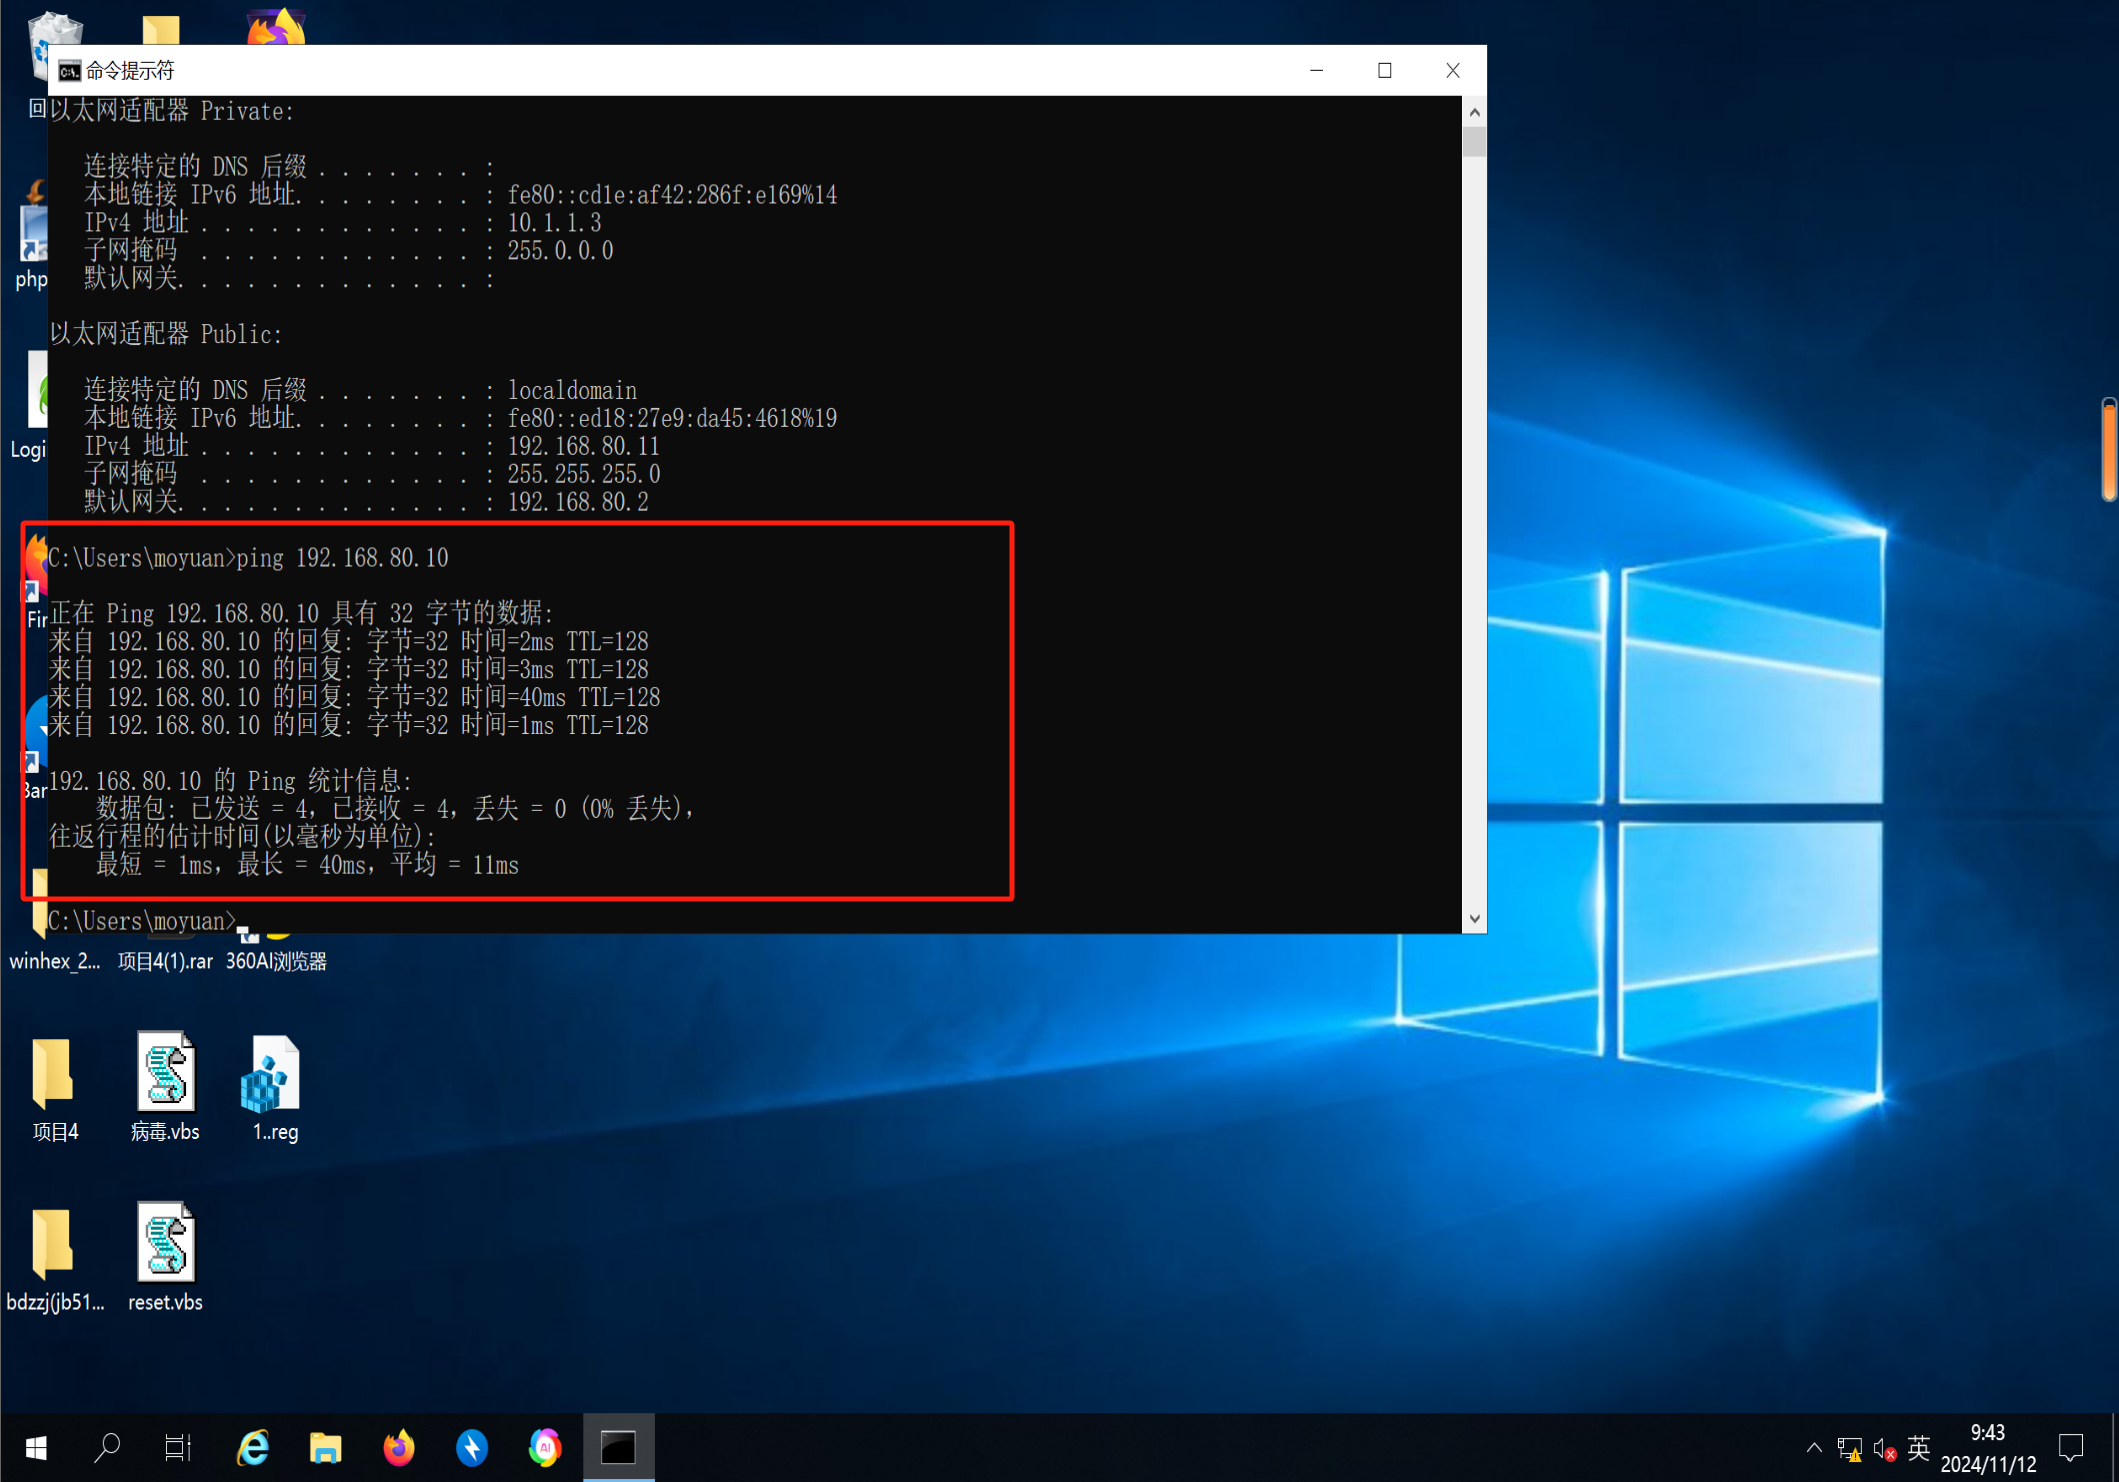 命令提示符
以太网适配器 Private:
连接特定的 DNS 后缀 . . . . . . . :
本地链接 IPv6 地址. . . . . . . . : fe80::cd1e:af42:286f:e169%14
IPv4 地址 . . . . . . . . . . . . : 10.1.1.3
子网掩码  . . . . . . . . . . . . : 255.0.0.0
默认网关. . . . . . . . . . . . . :
以太网适配器 Public:
连接特定的 DNS 后缀 . . . . . . . : localdomain
本地链接 IPv6 地址. . . . . . . . : fe80::ed18:27e9:da45:4618%19
IPv4 地址 . . . . . . . . . . . . : 192.168.80.11
子网掩码  . . . . . . . . . . . . : 255.255.255.0
默认网关. . . . . . . . . . . . . : 192.168.80.2
C:\Users\moyuan>ping 192.168.80.10
正在 Ping 192.168.80.10 具有 32 字节的数据:
来自 192.168.80.10 的回复: 字节=32 时间=2ms TTL=128
来自 192.168.80.10 的回复: 字节=32 时间=3ms TTL=128
来自 192.168.80.10 的回复: 字节=32 时间=40ms TTL=128
来自 192.168.80.10 的回复: 字节=32 时间=1ms TTL=128
192.168.80.10 的 Ping 统计信息:
数据包: 已发送 = 4，已接收 = 4，丢失 = 0 (0% 丢失)，
往返行程的估计时间(以毫秒为单位):
最短 = 1ms，最长 = 40ms，平均 = 11ms
C:\Users\moyuan>
回
php
Logi
Fir
Bar
winhex_2... 项目4(1).rar 360AI浏览器
项目4 病毒.vbs 1..reg
bdzzj(jb51... reset.vbs
AI
英
9:43
2024/11/12